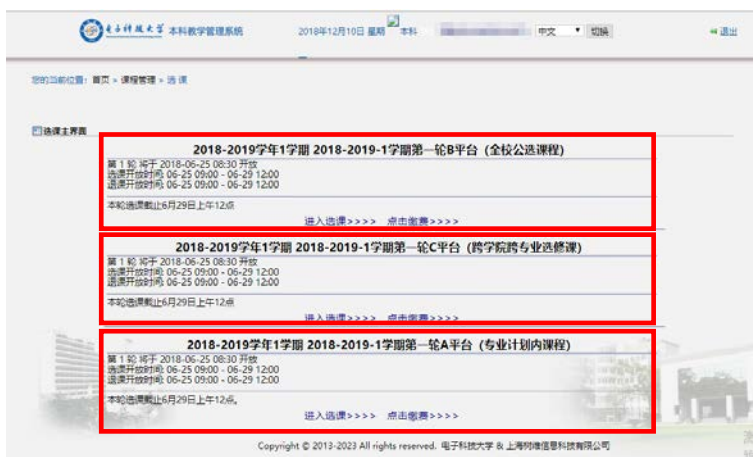 电子科技大学 本科教学管理系统
2018年12月10日 星期
本科
中文
切换
退出
您的当前位置：首页 » 课程管理 » 选课
选课主界面
2018-2019学年1学期 2018-2019-1学期第一轮B平台（全校公选课程）
第 1 轮 将于 2018-06-25 08:30 开放
选课开放时间: 06-25 09:00 - 06-29 12:00
退课开放时间: 06-25 09:00 - 06-29 12:00
本轮选课截止6月29日上午12点
进入选课>>>> 点击缴费>>>>
2018-2019学年1学期 2018-2019-1学期第一轮C平台（跨学院跨专业选修课）
第 1 轮 将于 2018-06-25 08:30 开放
选课开放时间: 06-25 09:00 - 06-29 12:00
退课开放时间: 06-25 09:00 - 06-29 12:00
本轮选课截止6月29日上午12点
进入选课>>>> 点击缴费>>>>
2018-2019学年1学期 2018-2019-1学期第一轮A平台（专业计划内课程）
第 1 轮 将于 2018-06-25 08:30 开放
选课开放时间: 06-25 09:00 - 06-29 12:00
退课开放时间: 06-25 09:00 - 06-29 12:00
本轮选课截止6月29日上午12点。
进入选课>>>> 点击缴费>>>>
Copyright © 2013-2023 All rights reserved. 电子科技大学 & 上海树维信息科技有限公司